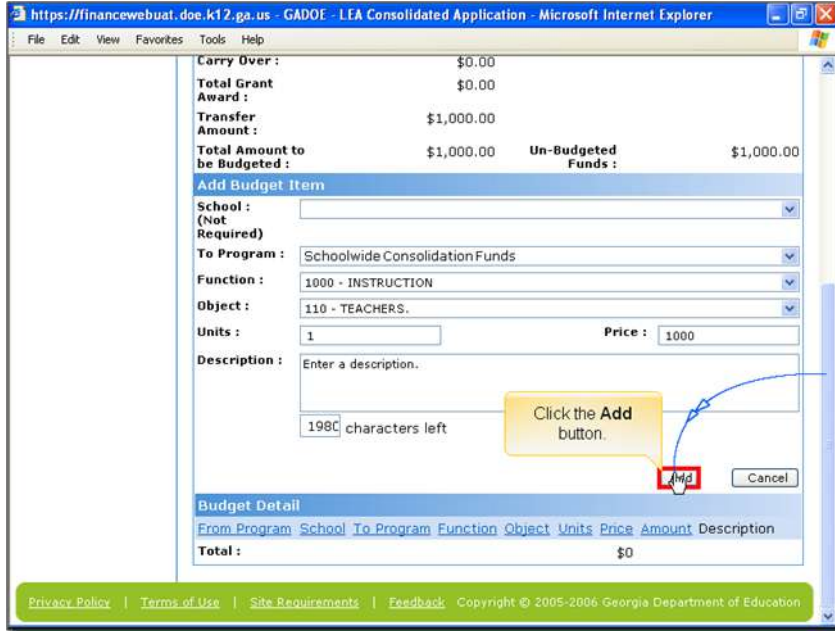 https://financewebuat.doe.k12.ga.us - GADOE - LEA Consolidated Application - Microsoft Internet Explorer
File Edit View Favorites Tools Help
Carry Over : $0.00
Total Grant Award : $0.00
Transfer Amount : $1,000.00
Total Amount to be Budgeted : $1,000.00 Un-Budgeted Funds : $1,000.00
Add Budget Item
School : (Not Required)
To Program : Schoolwide Consolidation Funds
Function : 1000 - INSTRUCTION
Object : 110 - TEACHERS.
Units : 1 Price : 1000
Description : Enter a description.
1980 characters left
Click the Add button.
Add Cancel
Budget Detail
From Program School To Program Function Object Units Price Amount Description
Total : $0
Privacy Policy | Terms of Use | Site Requirements | Feedback Copyright © 2005-2006 Georgia Department of Education